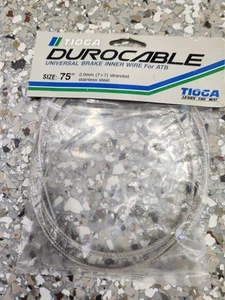 TIOGA
DUROCABLE
UNIVERSAL BRAKE INNER WIRE For ATB
SIZE: 75" 2.0mm (7×7) stranded
stainless steel
TIOGA
LEADS THE WAY